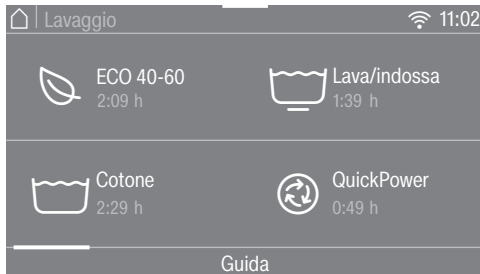 Lavaggio 11:02
ECO 40-60 Lava/indossa
2:09 h 1:39 h
Cotone QuickPower
2:29 h 0:49 h
Guida